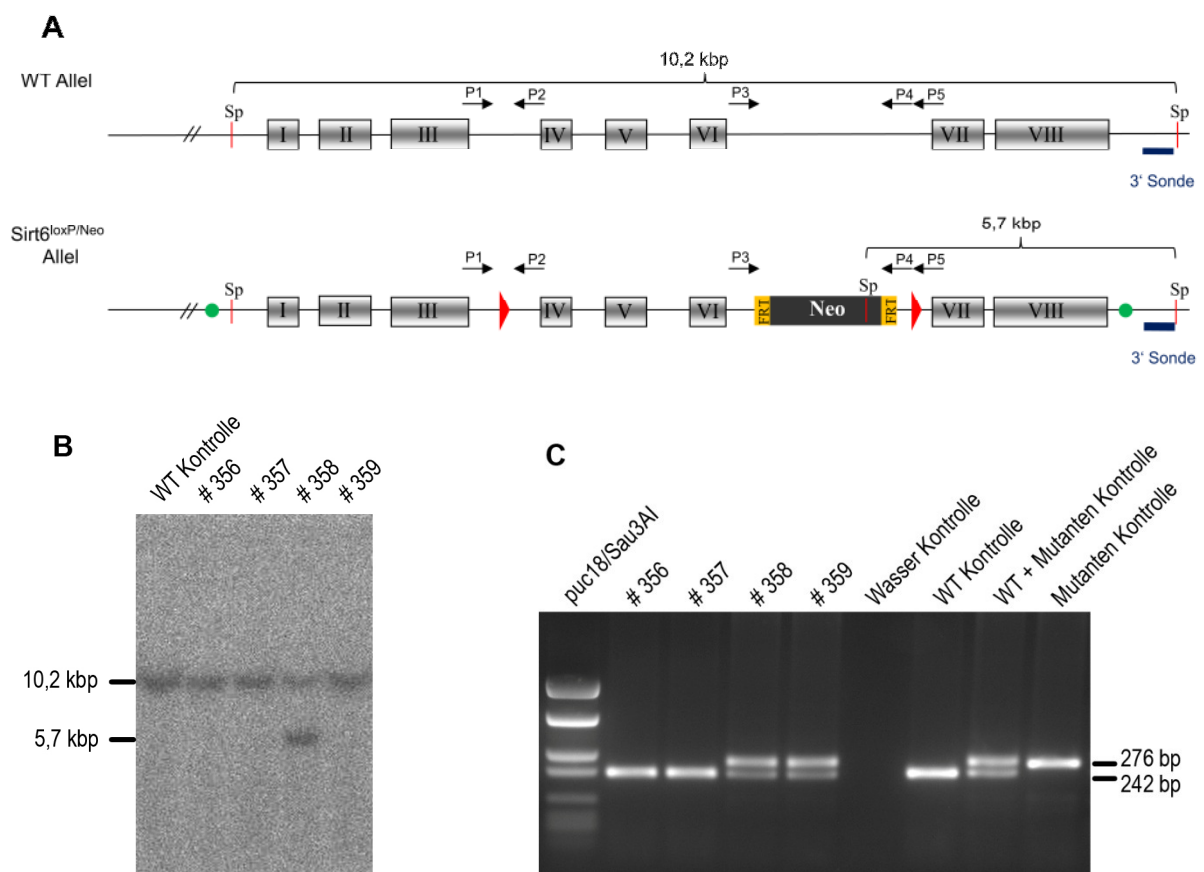 A
10,2 kbp
WT Allel
P1 P2 P3 P4 P5
Sp Sp
I II III IV V VI VII VIII
3‘ Sonde
5,7 kbp
Sirt6loxP/Neo
Allel
P1 P2 P3 P4 P5
Sp Sp Sp
I II III IV V VI FRT Neo FRT VII VIII
3‘ Sonde
B
WT Kontrolle
# 356
# 357
# 358
# 359
10,2 kbp
5,7 kbp
C
puc18/Sau3AI
# 356
# 357
# 358
# 359
Wasser Kontrolle
WT Kontrolle
WT + Mutanten Kontrolle
Mutanten Kontrolle
276 bp
242 bp